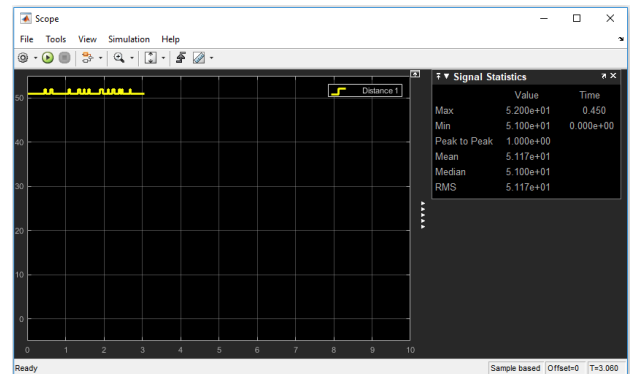 Scope
File Tools View Simulation Help
Distance 1
50
40
30
20
10
0
0 1 2 3 4 5 6 7 8 9 10
Signal Statistics
Value Time
Max 5.200e+01 0.450
Min 5.100e+01 0.000e+00
Peak to Peak 1.000e+00
Mean 5.117e+01
Median 5.100e+01
RMS 5.117e+01
Ready
Sample based Offset=0 T=3.060